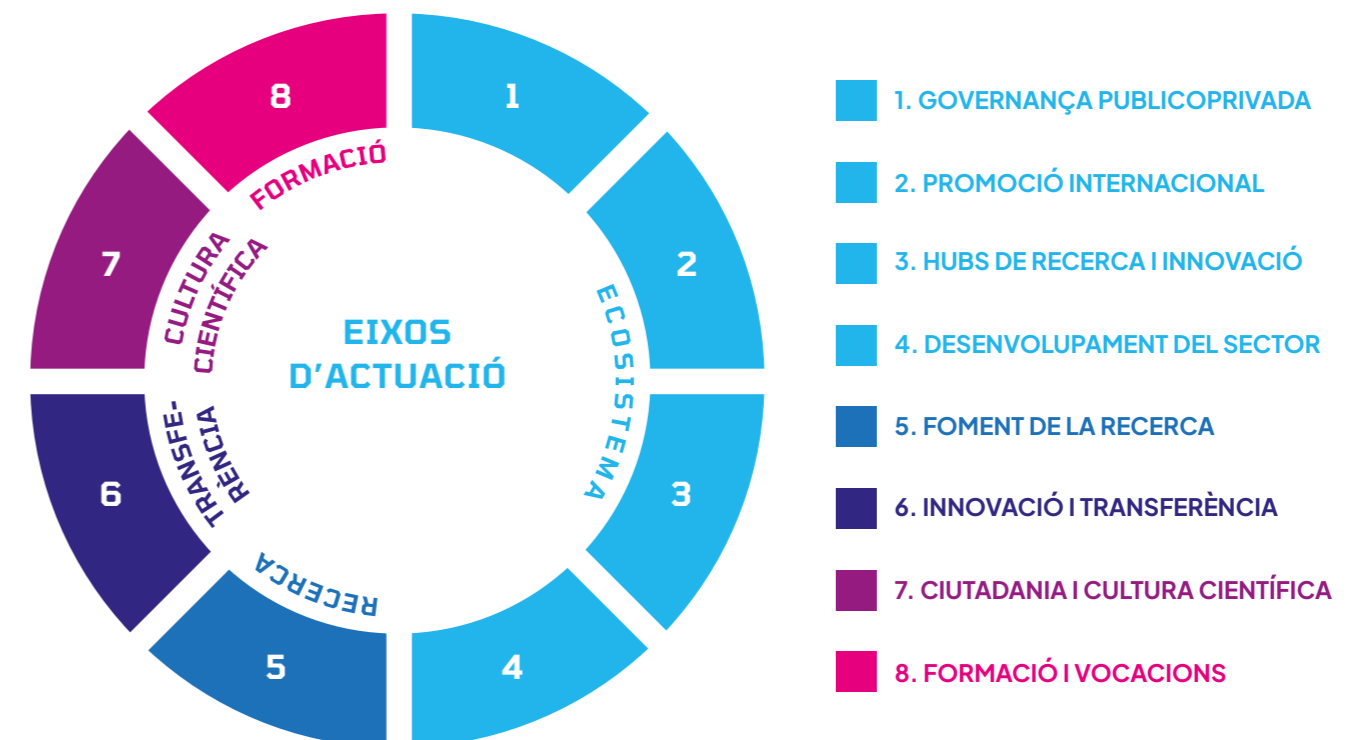 8
1
7
2
6
3
5
4
FORMACIÓ
CULTURA
CIENTÍFICA
TRANSFE-
RÈNCIA
RECERCA
ECOSISTEMA
EIXOS
D'ACTUACIÓ
1. GOVERNANÇA PUBLICOPRIVADA
2. PROMOCIÓ INTERNACIONAL
3. HUBS DE RECERCA I INNOVACIÓ
4. DESENVOLUPAMENT DEL SECTOR
5. FOMENT DE LA RECERCA
6. INNOVACIÓ I TRANSFERÈNCIA
7. CIUTADANIA I CULTURA CIENTÍFICA
8. FORMACIÓ I VOCACIONS